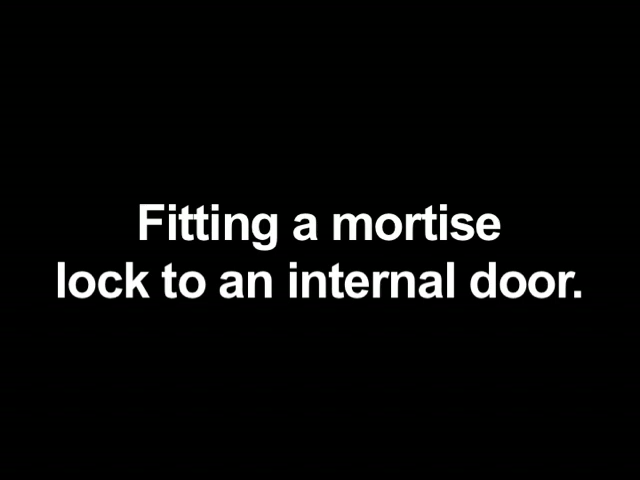 Fitting a mortise
lock to an internal door.